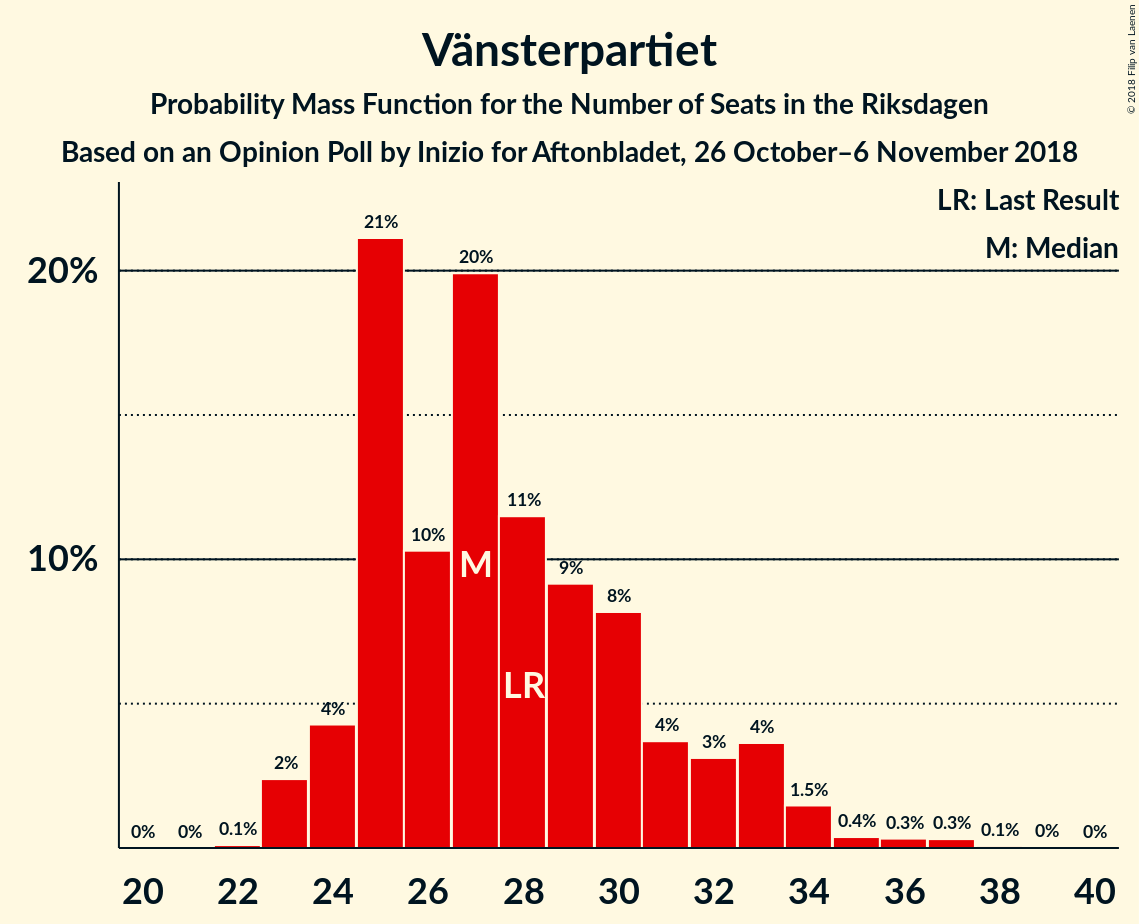 Vänsterpartiet
Probability Mass Function for the Number of Seats in the Riksdagen
Based on an Opinion Poll by Inizio for Aftonbladet, 26 October–6 November 2018
© 2018 Filip van Laenen
LR: Last Result
M: Median
20%
10%
0%
0%
0.1%
2%
4%
21%
10%
20%
11%
9%
8%
4%
3%
4%
1.5%
0.4%
0.3%
0.3%
0.1%
0%
0%
M
LR
20 22 24 26 28 30 32 34 36 38 40